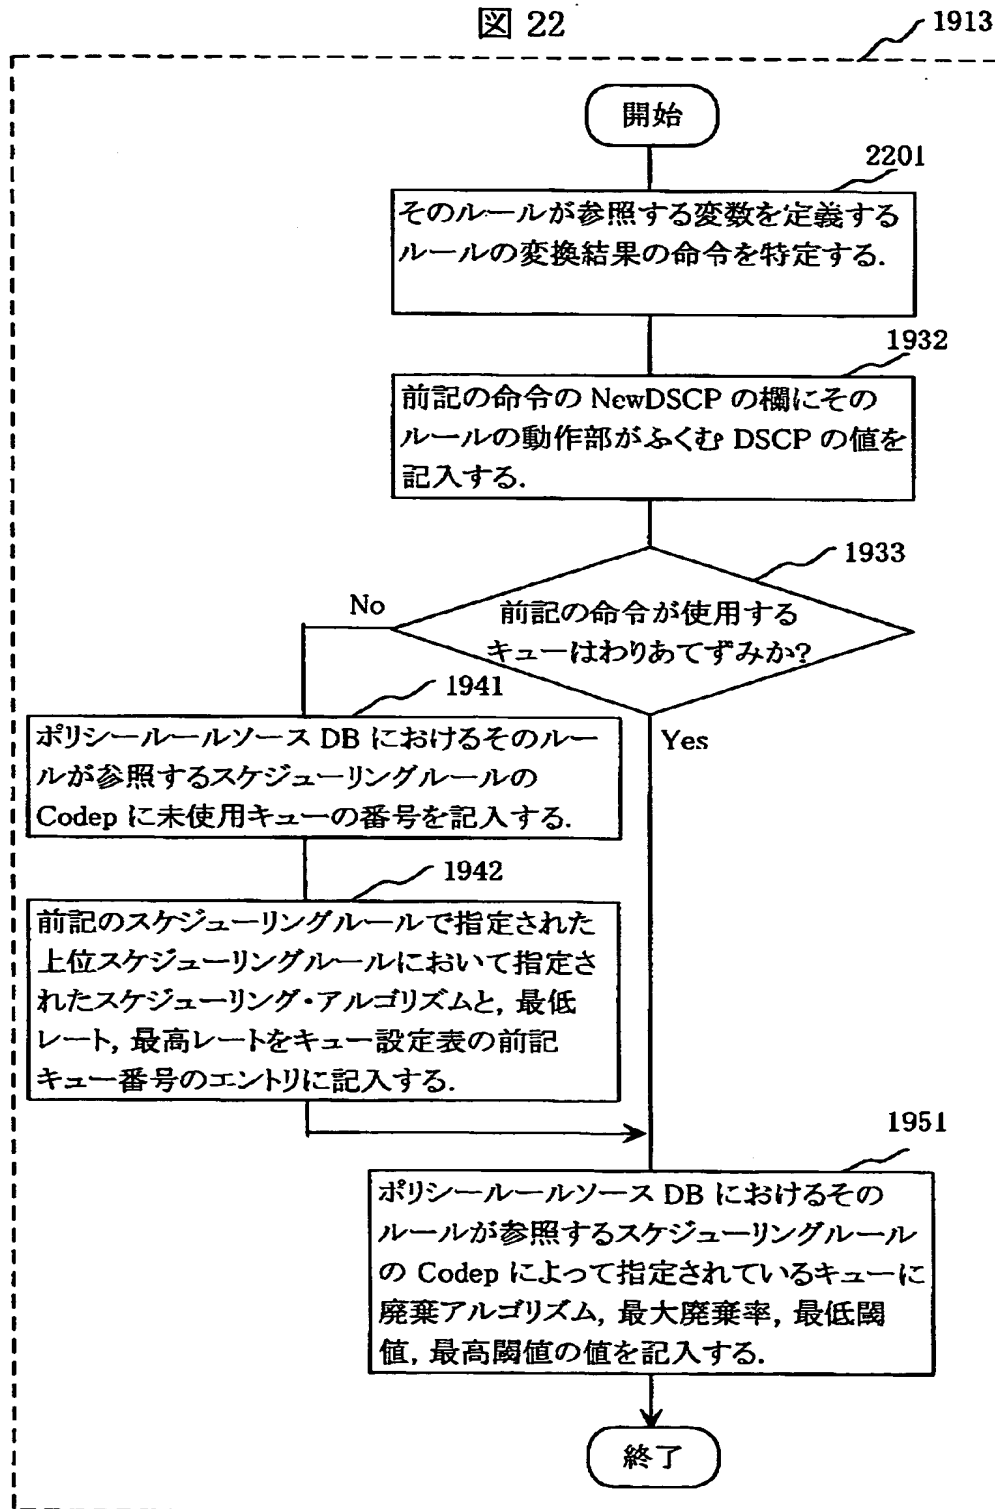 図 22
1913
開始
2201
そのルールが参照する変数を定義する
ルールの変換結果の命令を特定する.
1932
前記の命令の NewDSCP の欄にその
ルールの動作部がふくむ DSCP の値を
記入する.
1933
前記の命令が使用する
キューはわりあてずみか?
No
Yes
1941
ポリシールールソース DB におけるそのルー
ルが参照するスケジューリングルールの
Codep に未使用キューの番号を記入する.
1942
前記のスケジューリングルールで指定された
上位スケジューリングルールにおいて指定さ
れたスケジューリング・アルゴリズムと, 最低
レート, 最高レートをキュー設定表の前記
キュー番号のエントリに記入する.
1951
ポリシールールソース DB におけるその
ルールが参照するスケジューリングルール
の Codep によって指定されているキューに
廃棄アルゴリズム, 最大廃棄率, 最低閾
値, 最高閾値の値を記入する.
終了